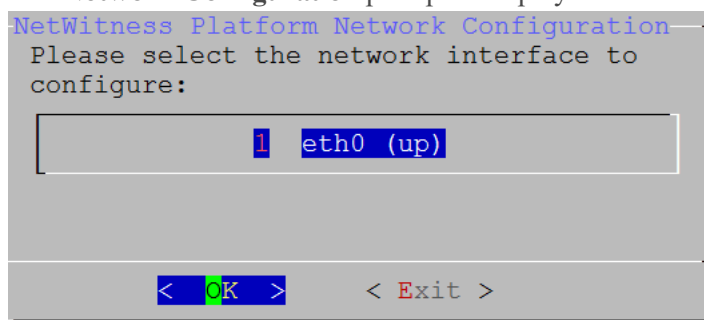 NetWitness Platform Network Configuration
Please select the network interface to
configure:
1 eth0 (up)
< OK > < Exit >